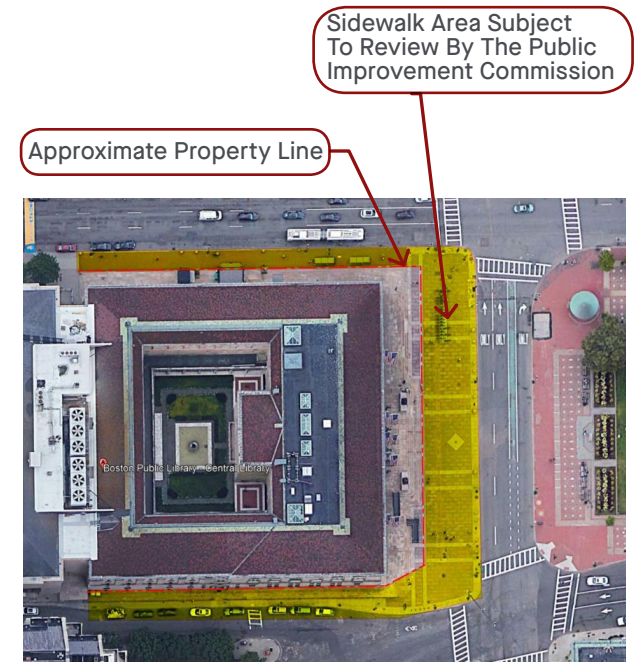 Sidewalk Area Subject
To Review By The Public
Improvement Commission
Approximate Property Line
Boston Public Library - Central Library